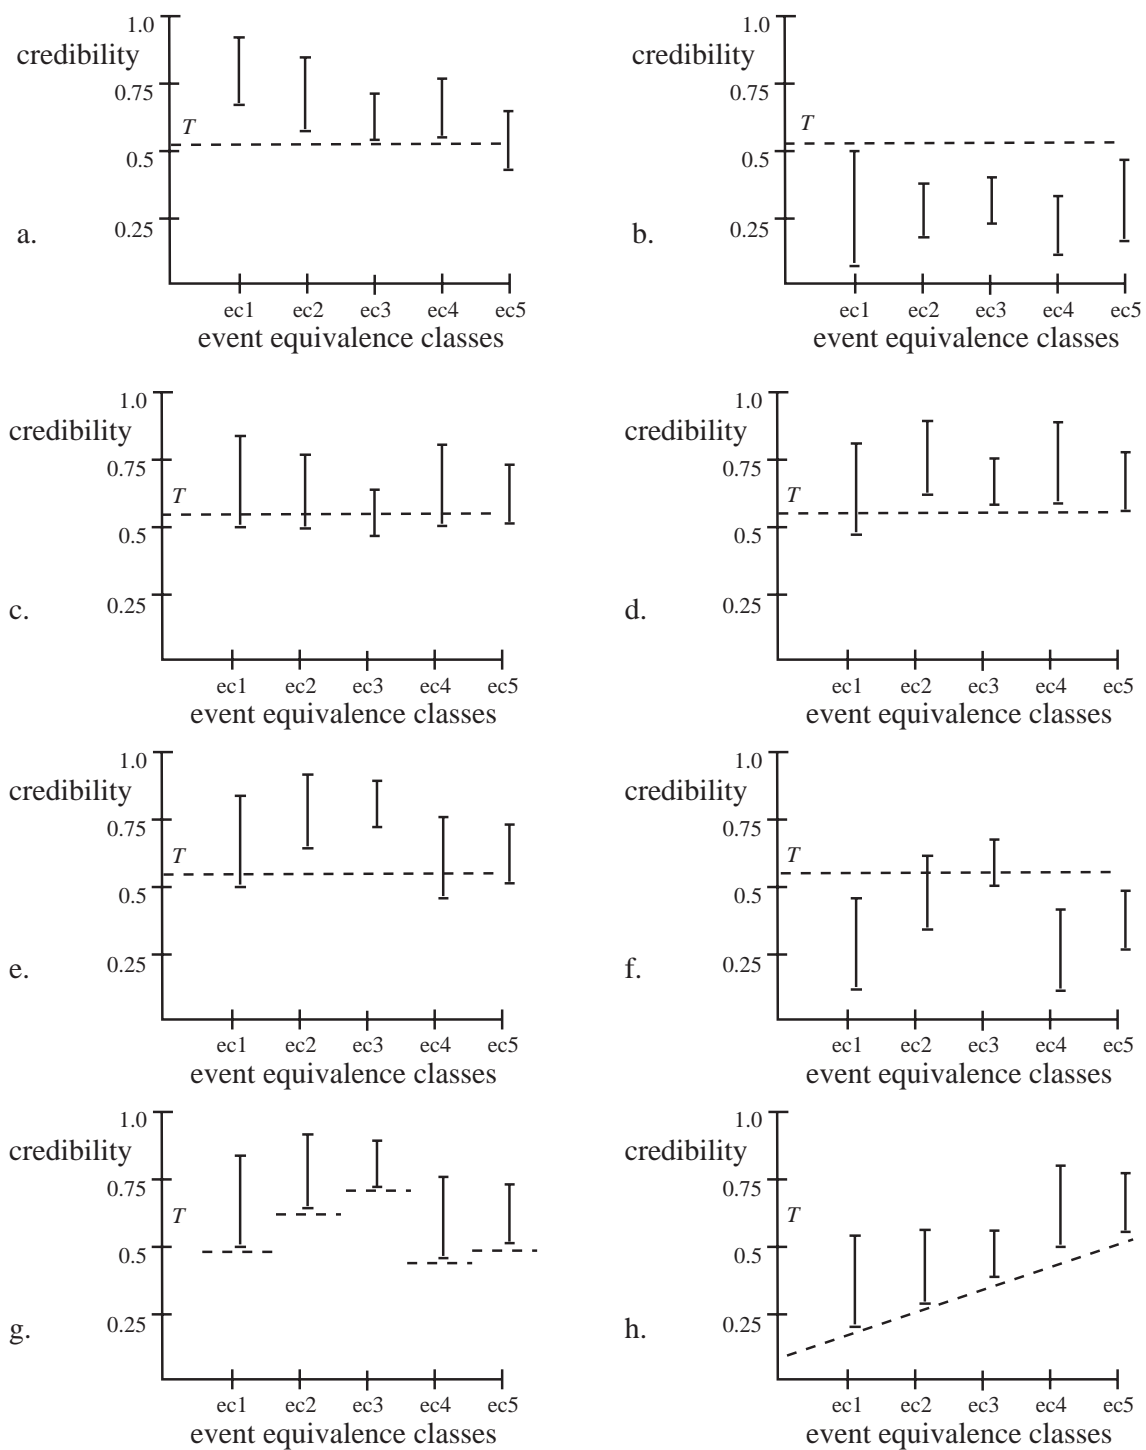 1.0
credibility
0.75
T
0.5
0.25
a.
ec1 ec2 ec3 ec4 ec5
event equivalence classes
1.0
credibility
0.75
T
0.5
0.25
b.
ec1 ec2 ec3 ec4 ec5
event equivalence classes
1.0
credibility
0.75
T
0.5
0.25
c.
ec1 ec2 ec3 ec4 ec5
event equivalence classes
1.0
credibility
0.75
T
0.5
0.25
d.
ec1 ec2 ec3 ec4 ec5
event equivalence classes
1.0
credibility
0.75
T
0.5
0.25
e.
ec1 ec2 ec3 ec4 ec5
event equivalence classes
1.0
credibility
0.75
T
0.5
0.25
f.
ec1 ec2 ec3 ec4 ec5
event equivalence classes
1.0
credibility
0.75
T
0.5
0.25
g.
ec1 ec2 ec3 ec4 ec5
event equivalence classes
1.0
credibility
0.75
T
0.5
0.25
h.
ec1 ec2 ec3 ec4 ec5
event equivalence classes